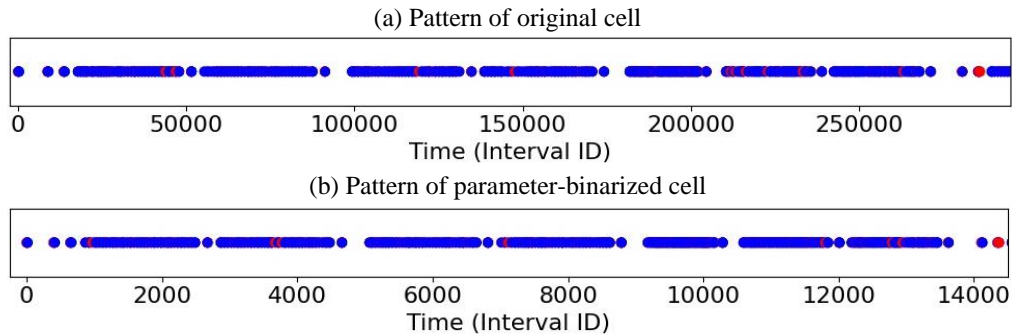 (a) Pattern of original cell
0 50000 100000 150000 200000 250000
Time (Interval ID)
(b) Pattern of parameter-binarized cell
0 2000 4000 6000 8000 10000 12000 14000
Time (Interval ID)